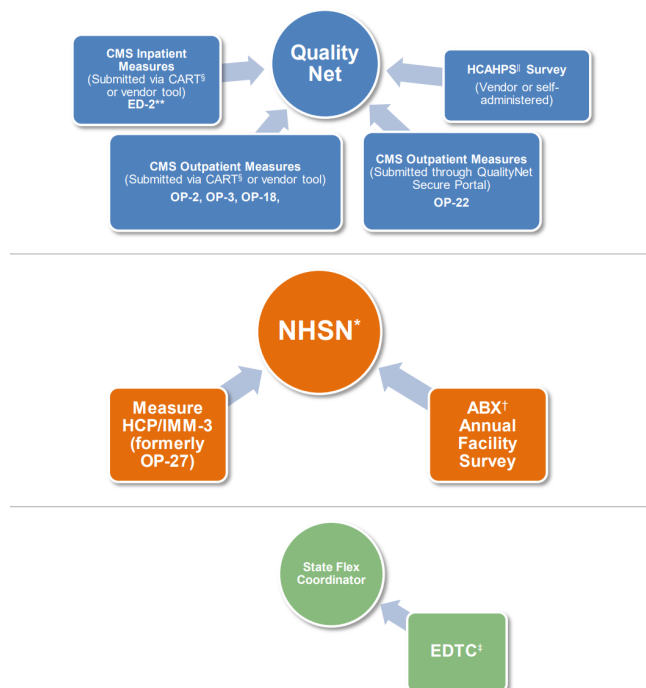 Quality
Net
CMS Inpatient
Measures
(Submitted via CART§
or vendor tool)
ED-2**
HCAHPS‖ Survey
(Vendor or self-
administered)
CMS Outpatient Measures
(Submitted via CART§ or vendor tool)
OP-2, OP-3, OP-18,
CMS Outpatient Measures
(Submitted through QualityNet
Secure Portal)
OP-22
NHSN*
Measure
HCP/IMM-3
(formerly
OP-27)
ABX†
Annual
Facility
Survey
State Flex
Coordinator
EDTC‡